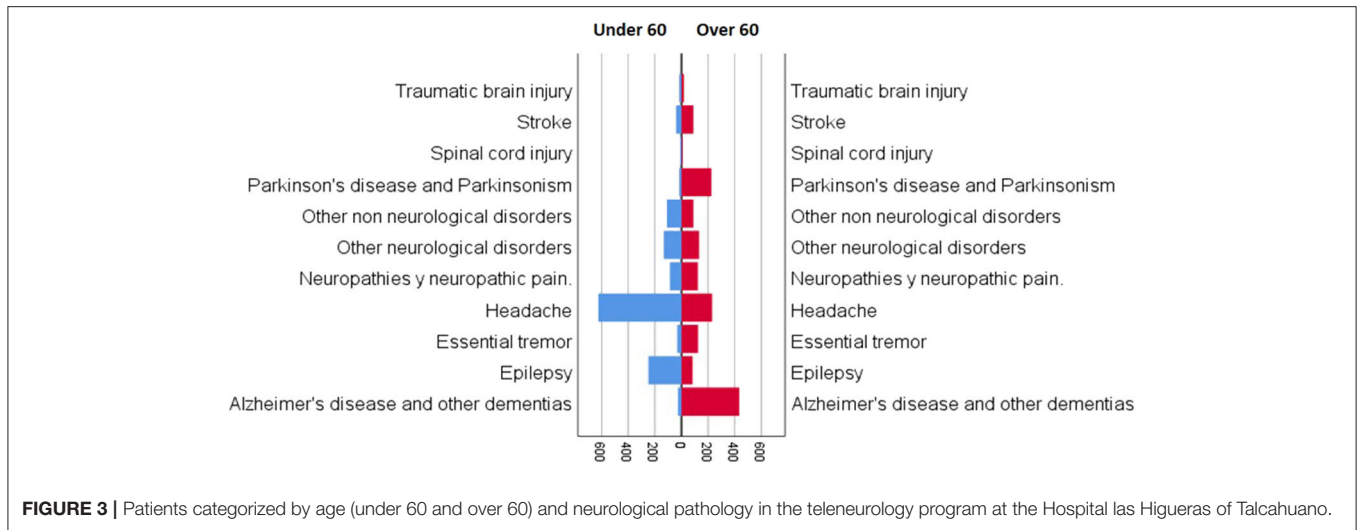 Under 60 Over 60
Traumatic brain injury Traumatic brain injury
Stroke Stroke
Spinal cord injury Spinal cord injury
Parkinson's disease and Parkinsonism Parkinson's disease and Parkinsonism
Other non neurological disorders Other non neurological disorders
Other neurological disorders Other neurological disorders
Neuropathies y neuropathic pain. Neuropathies y neuropathic pain.
Headache Headache
Essential tremor Essential tremor
Epilepsy Epilepsy
Alzheimer's disease and other dementias Alzheimer's disease and other dementias
600 400 200 0 200 400 600
FIGURE 3 | Patients categorized by age (under 60 and over 60) and neurological pathology in the teleneurology program at the Hospital las Higueras of Talcahuano.